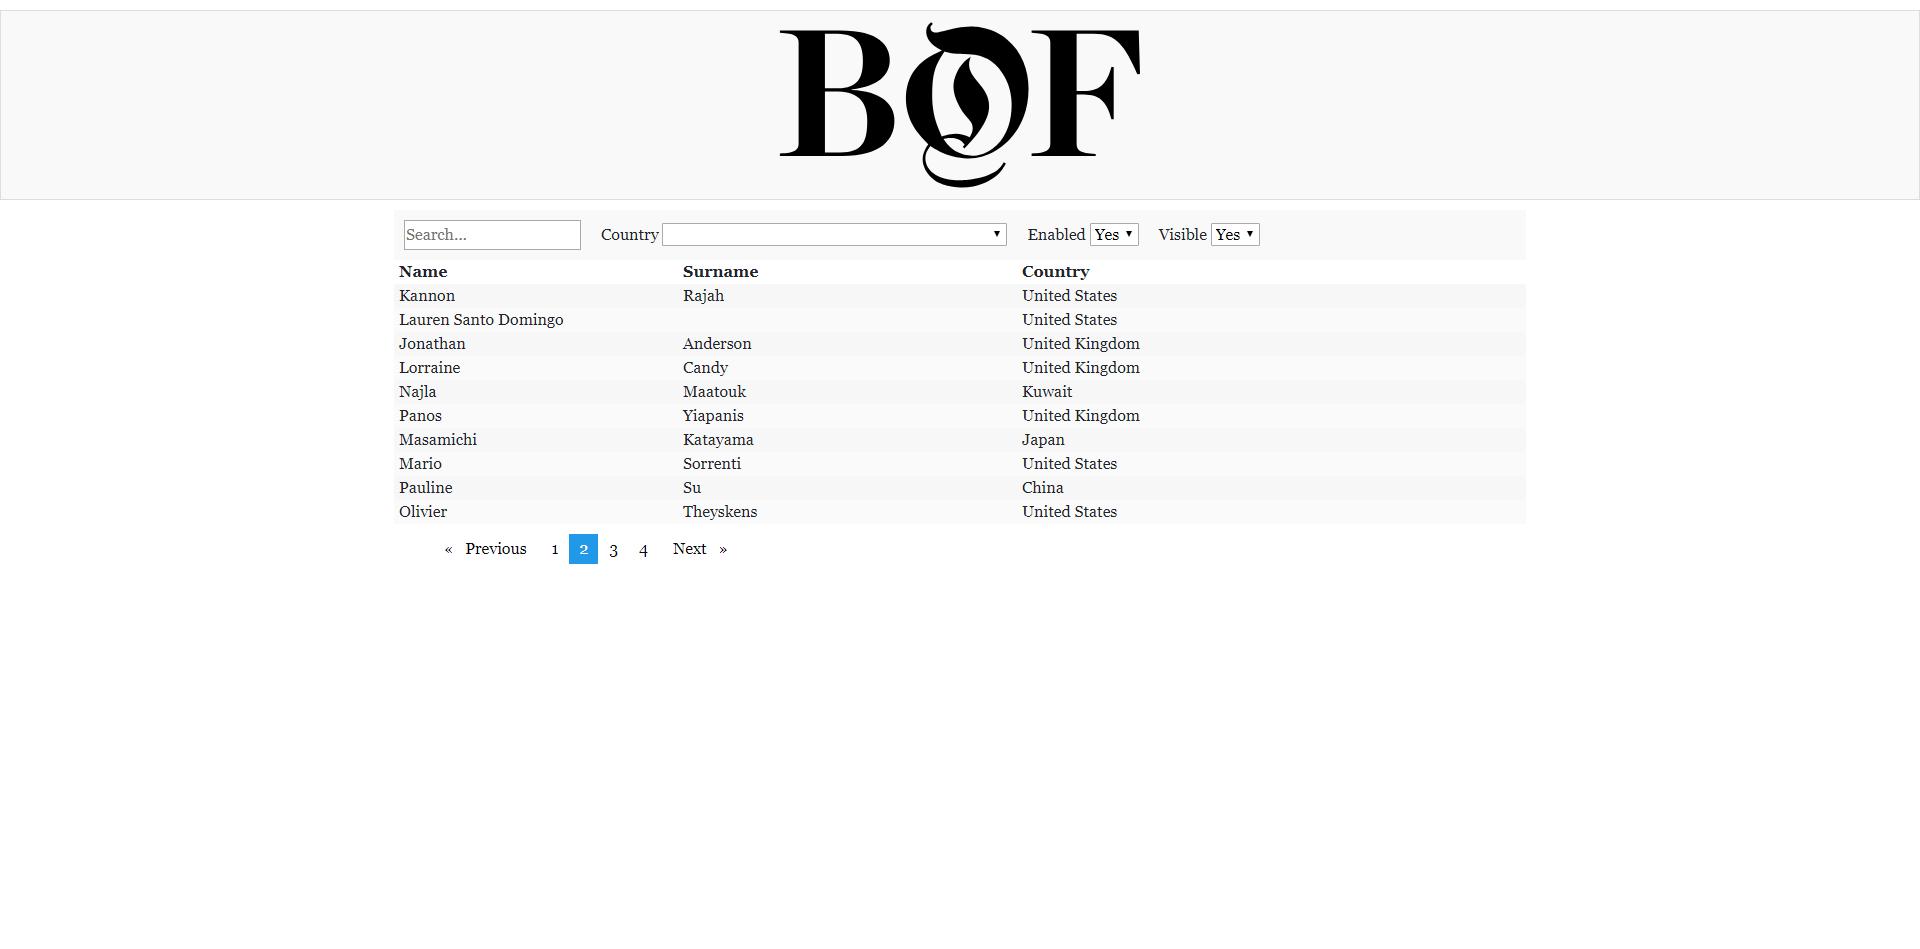 BOF
Search... Country Enabled Yes Visible Yes
Name Surname Country
Kannon Rajah United States
Lauren Santo Domingo United States
Jonathan Anderson United Kingdom
Lorraine Candy United Kingdom
Najla Maatouk Kuwait
Panos Yiapanis United Kingdom
Masamichi Katayama Japan
Mario Sorrenti United States
Pauline Su China
Olivier Theyskens United States
« Previous 1 2 3 4 Next »